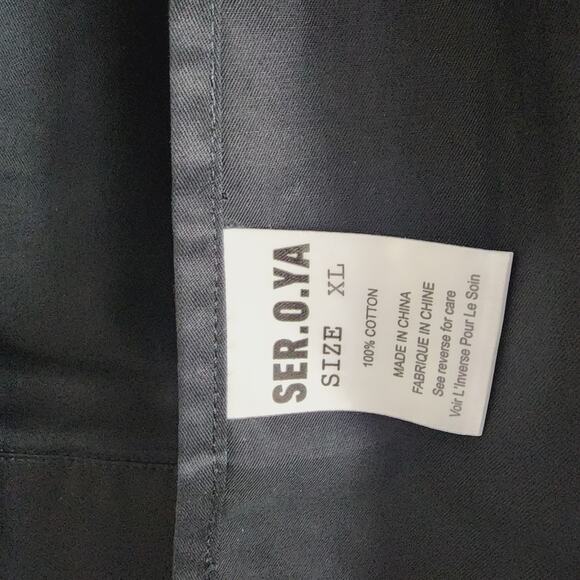 SER.O.YA
SIZE XL
100% COTTON
MADE IN CHINA
FABRIQUE IN CHINE
See reverse for care
Voir L'Inverse Pour Le Soin